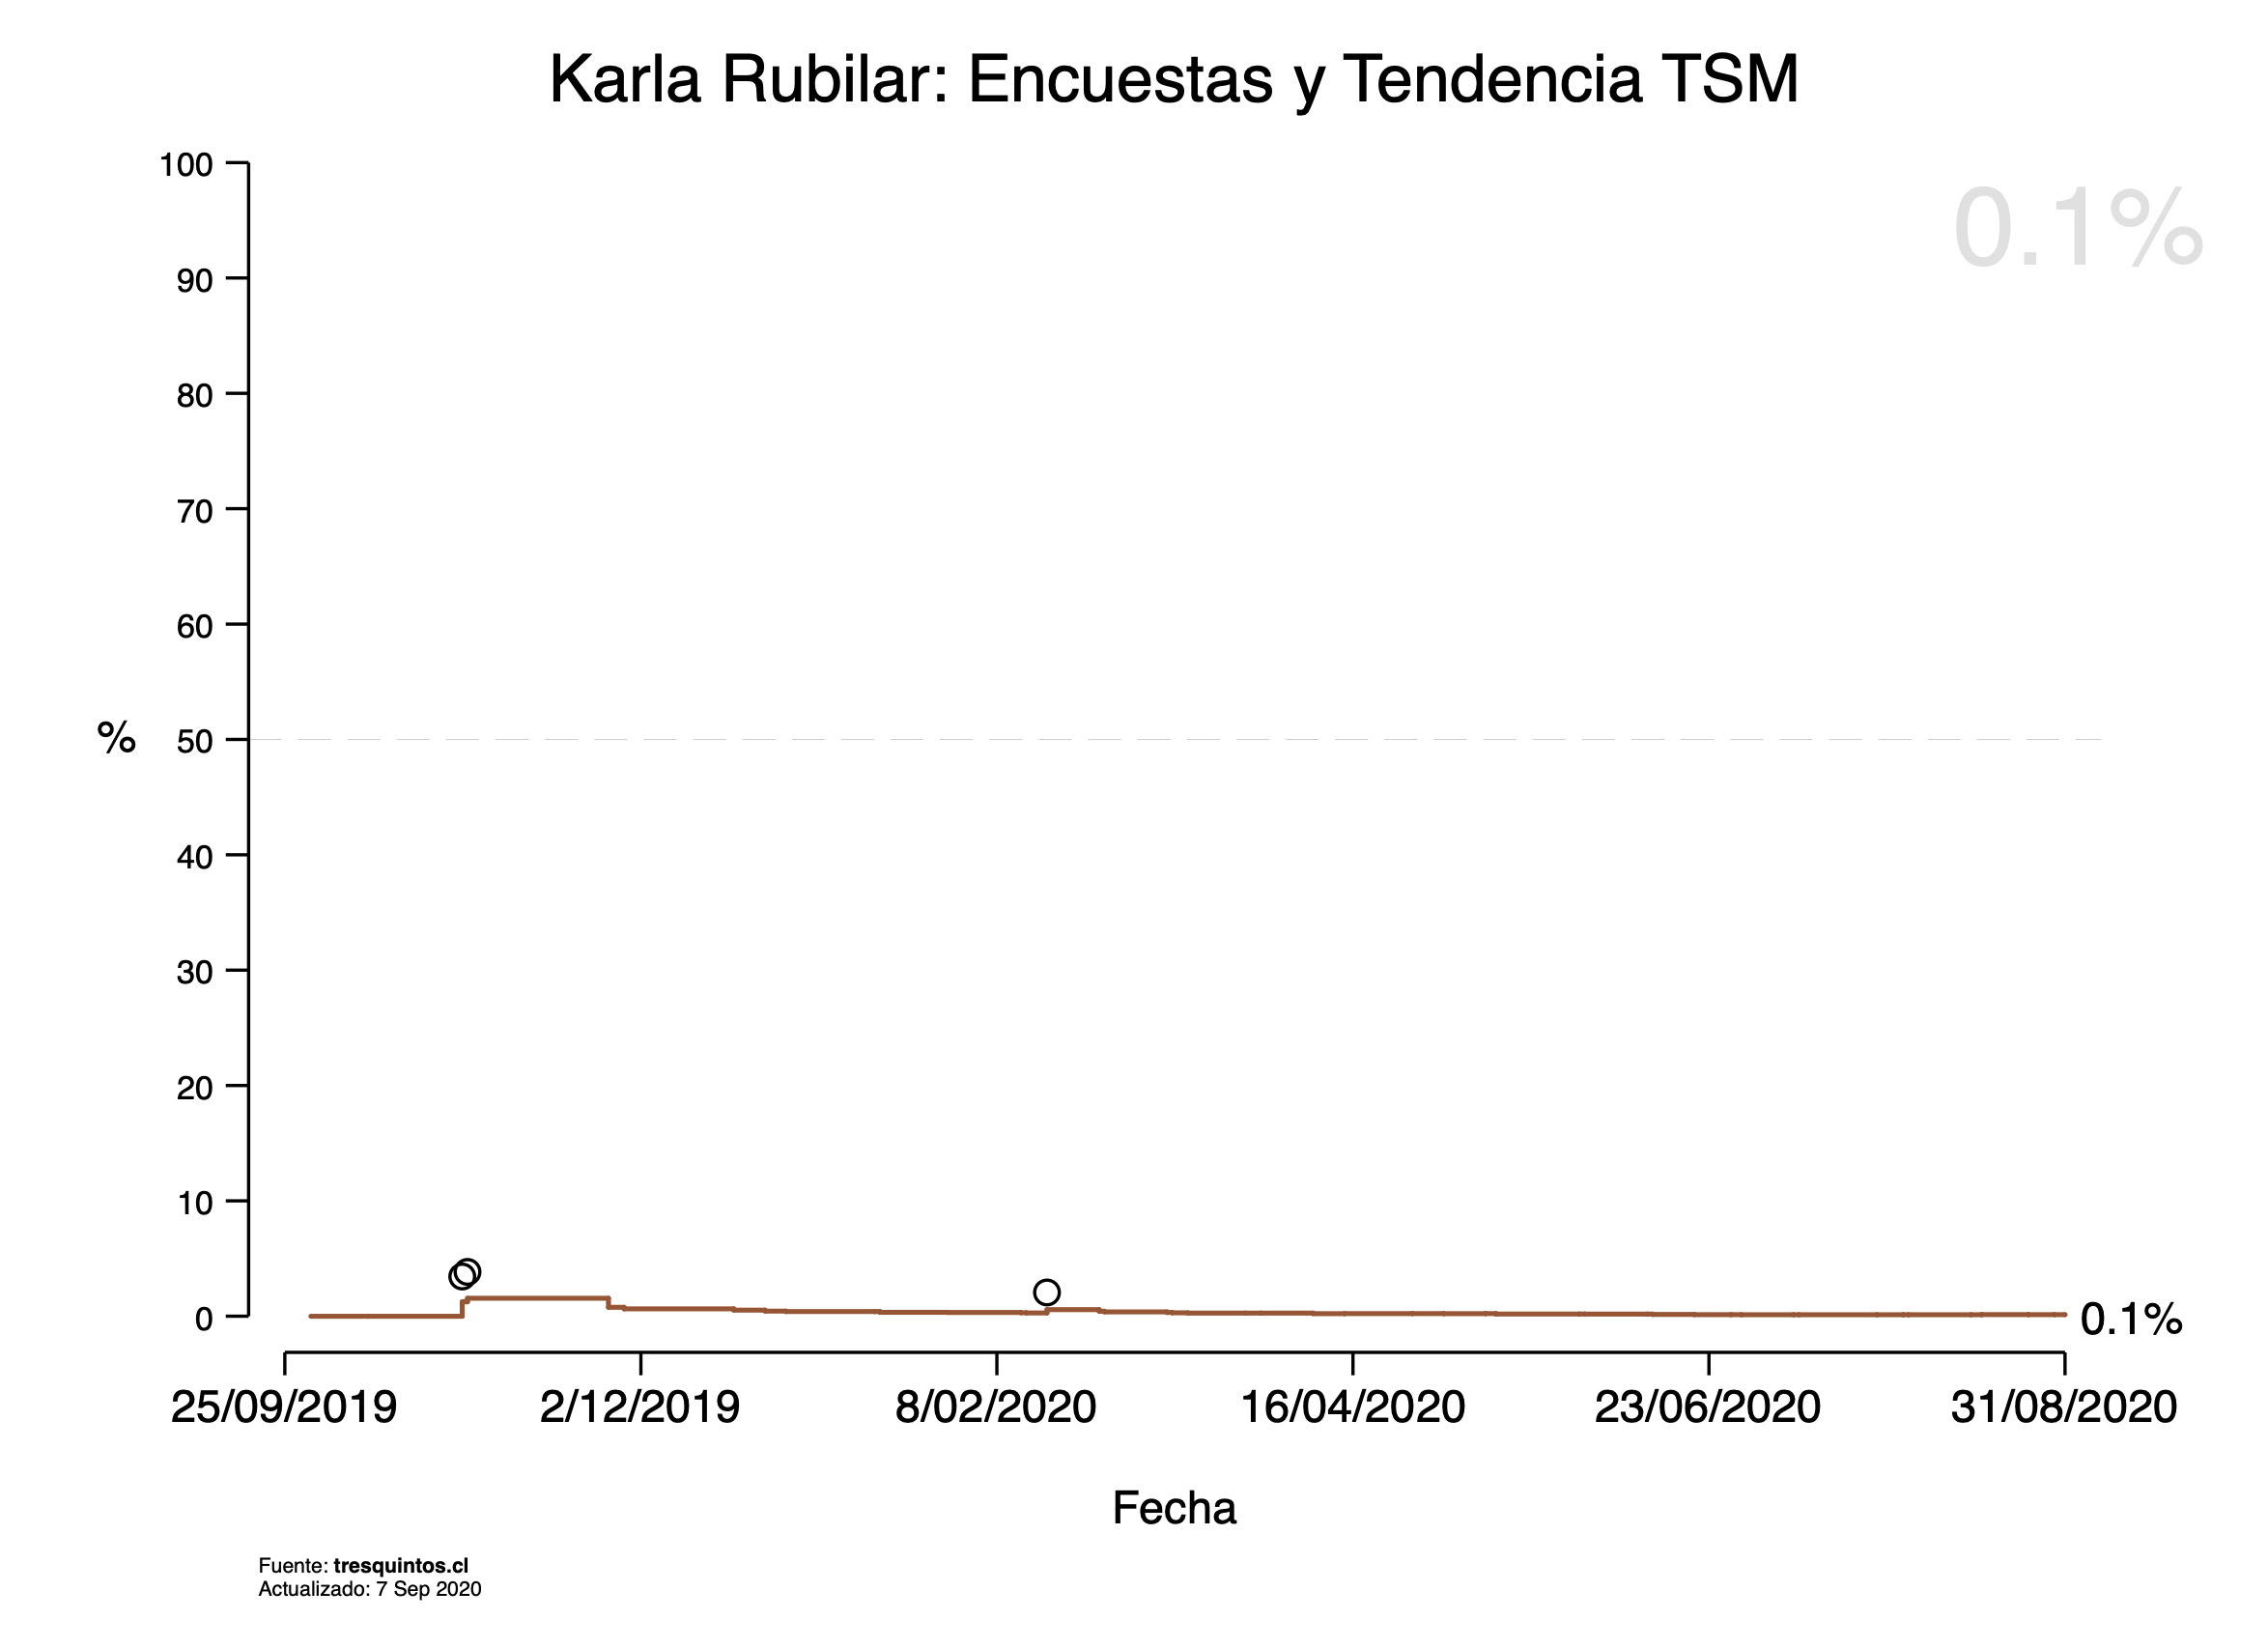 Karla Rubilar: Encuestas y Tendencia TSM
0.1%
100
90
80
70
60
% 50
40
30
20
10
0
0.1%
25/09/2019 2/12/2019 8/02/2020 16/04/2020 23/06/2020 31/08/2020
Fecha
Fuente: tresquintos.cl
Actualizado: 7 Sep 2020